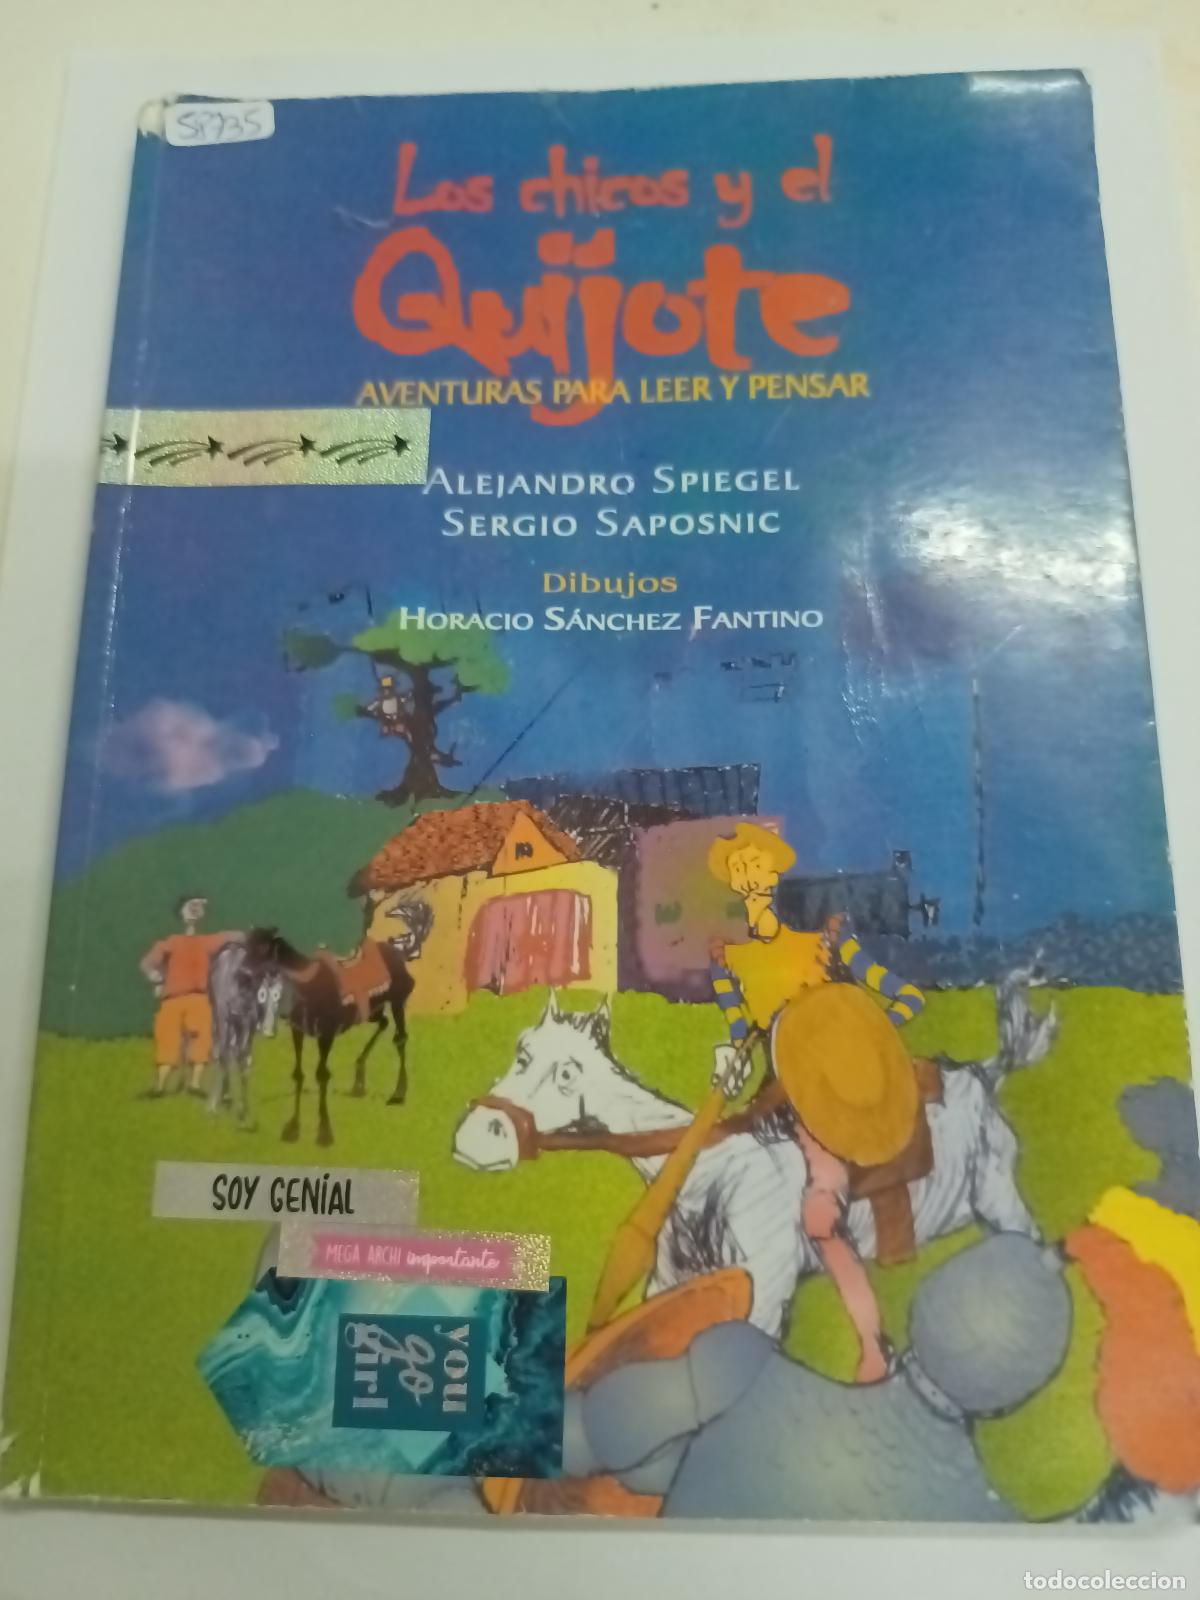 58735
Los chicos y el
Quijote
AVENTURAS PARA LEER Y PENSAR
ALEJANDRO SPIEGEL
SERGIO SAPOSNIC
Dibujos
HORACIO SÁNCHEZ FANTINO
SOY GENIAL
MEGA ARCHI importante
you
go
girl
todocoleccion